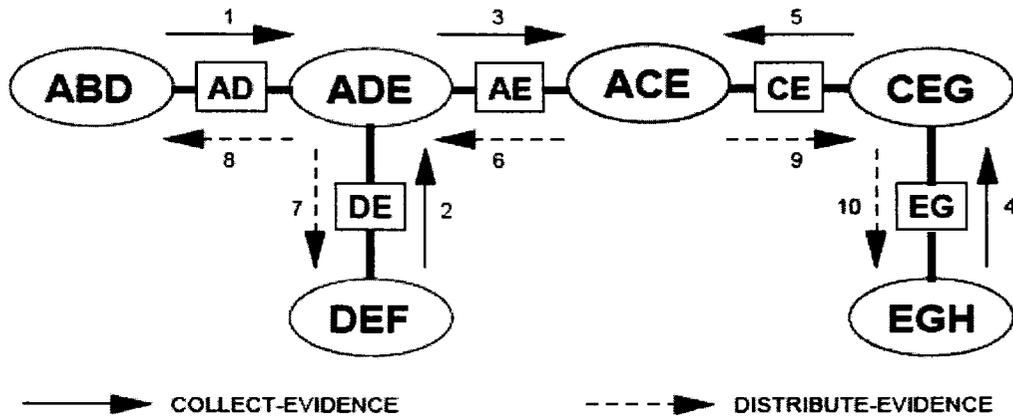 1 3 5
ABD AD ADE AE ACE CE CEG
8 6 9
7 DE 2 10 EG 4
DEF EGH
COLLECT-EVIDENCE DISTRIBUTE-EVIDENCE